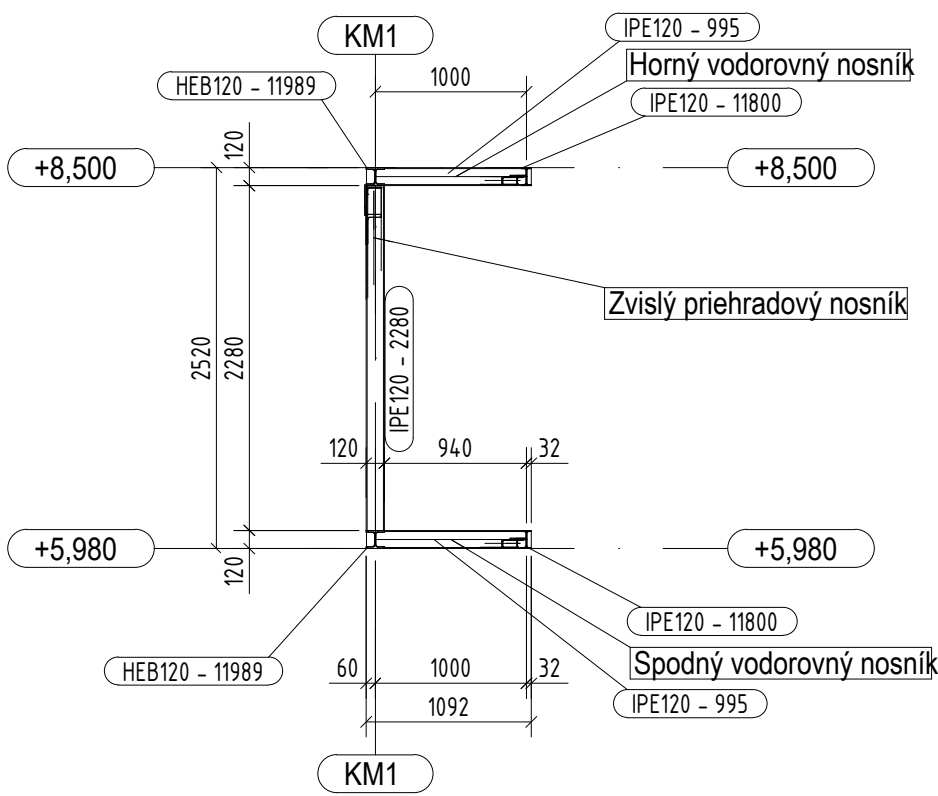 KM1
IPE120 - 995
Horný vodorovný nosník
1000
HEB120 - 11989
IPE120 - 11800
120
+8,500
+8,500
Zvislý priehradový nosník
2520
2280
IPE120 - 2280
120
940
32
+5,980
+5,980
120
IPE120 - 11800
HEB120 - 11989
60
1000
32
Spodný vodorovný nosník
1092
IPE120 - 995
KM1